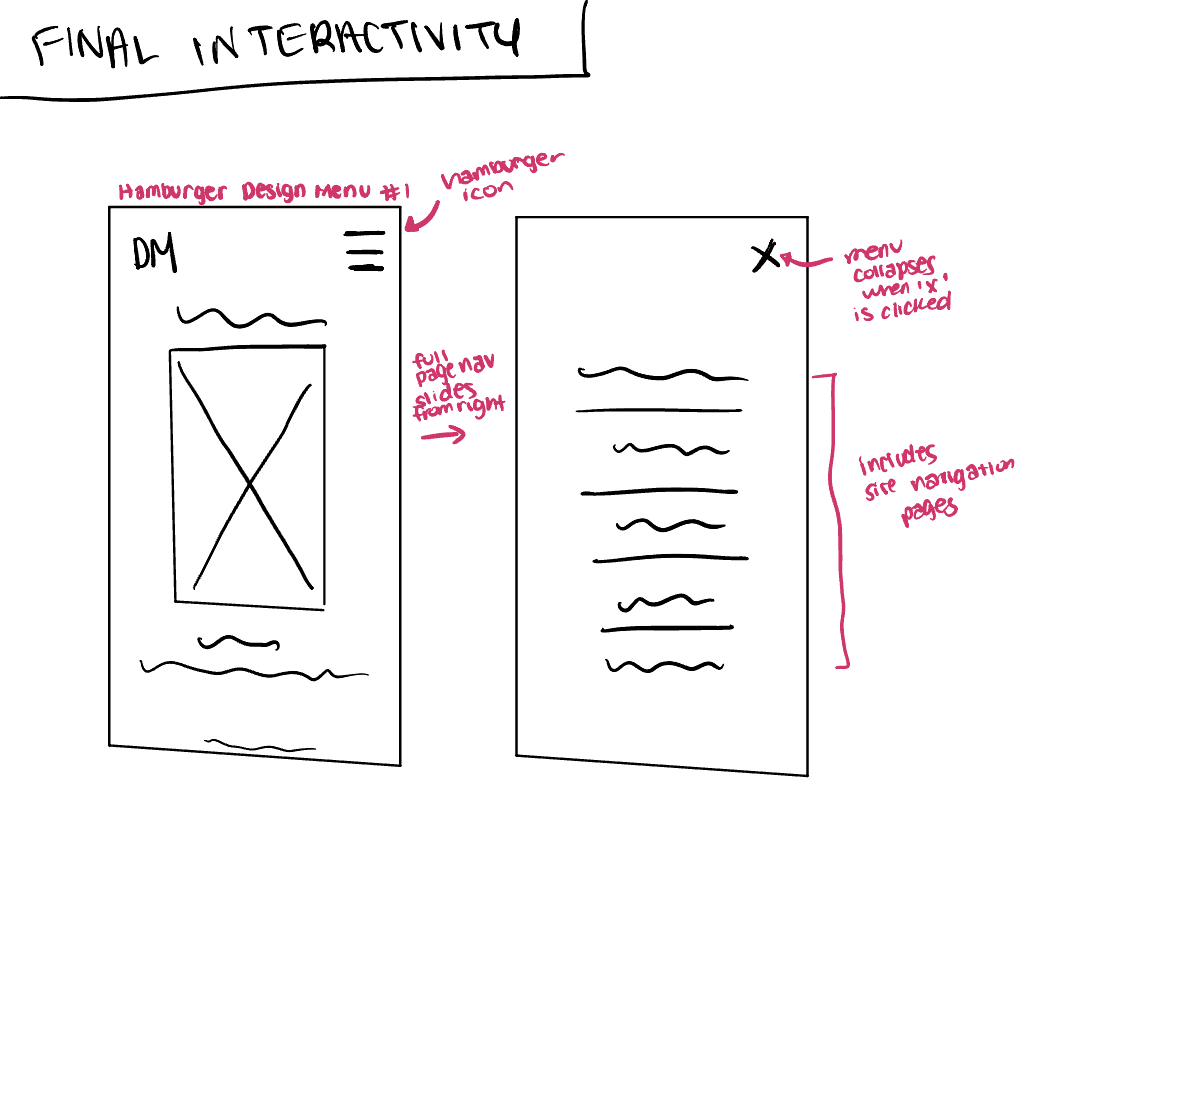 FINAL INTERACTIVITY
Hamburger Design Menu #1
hamburger
icon
DM
full
page nav
slides
from right
menu
collapses
when 'x'
is clicked
includes
site navigation
pages